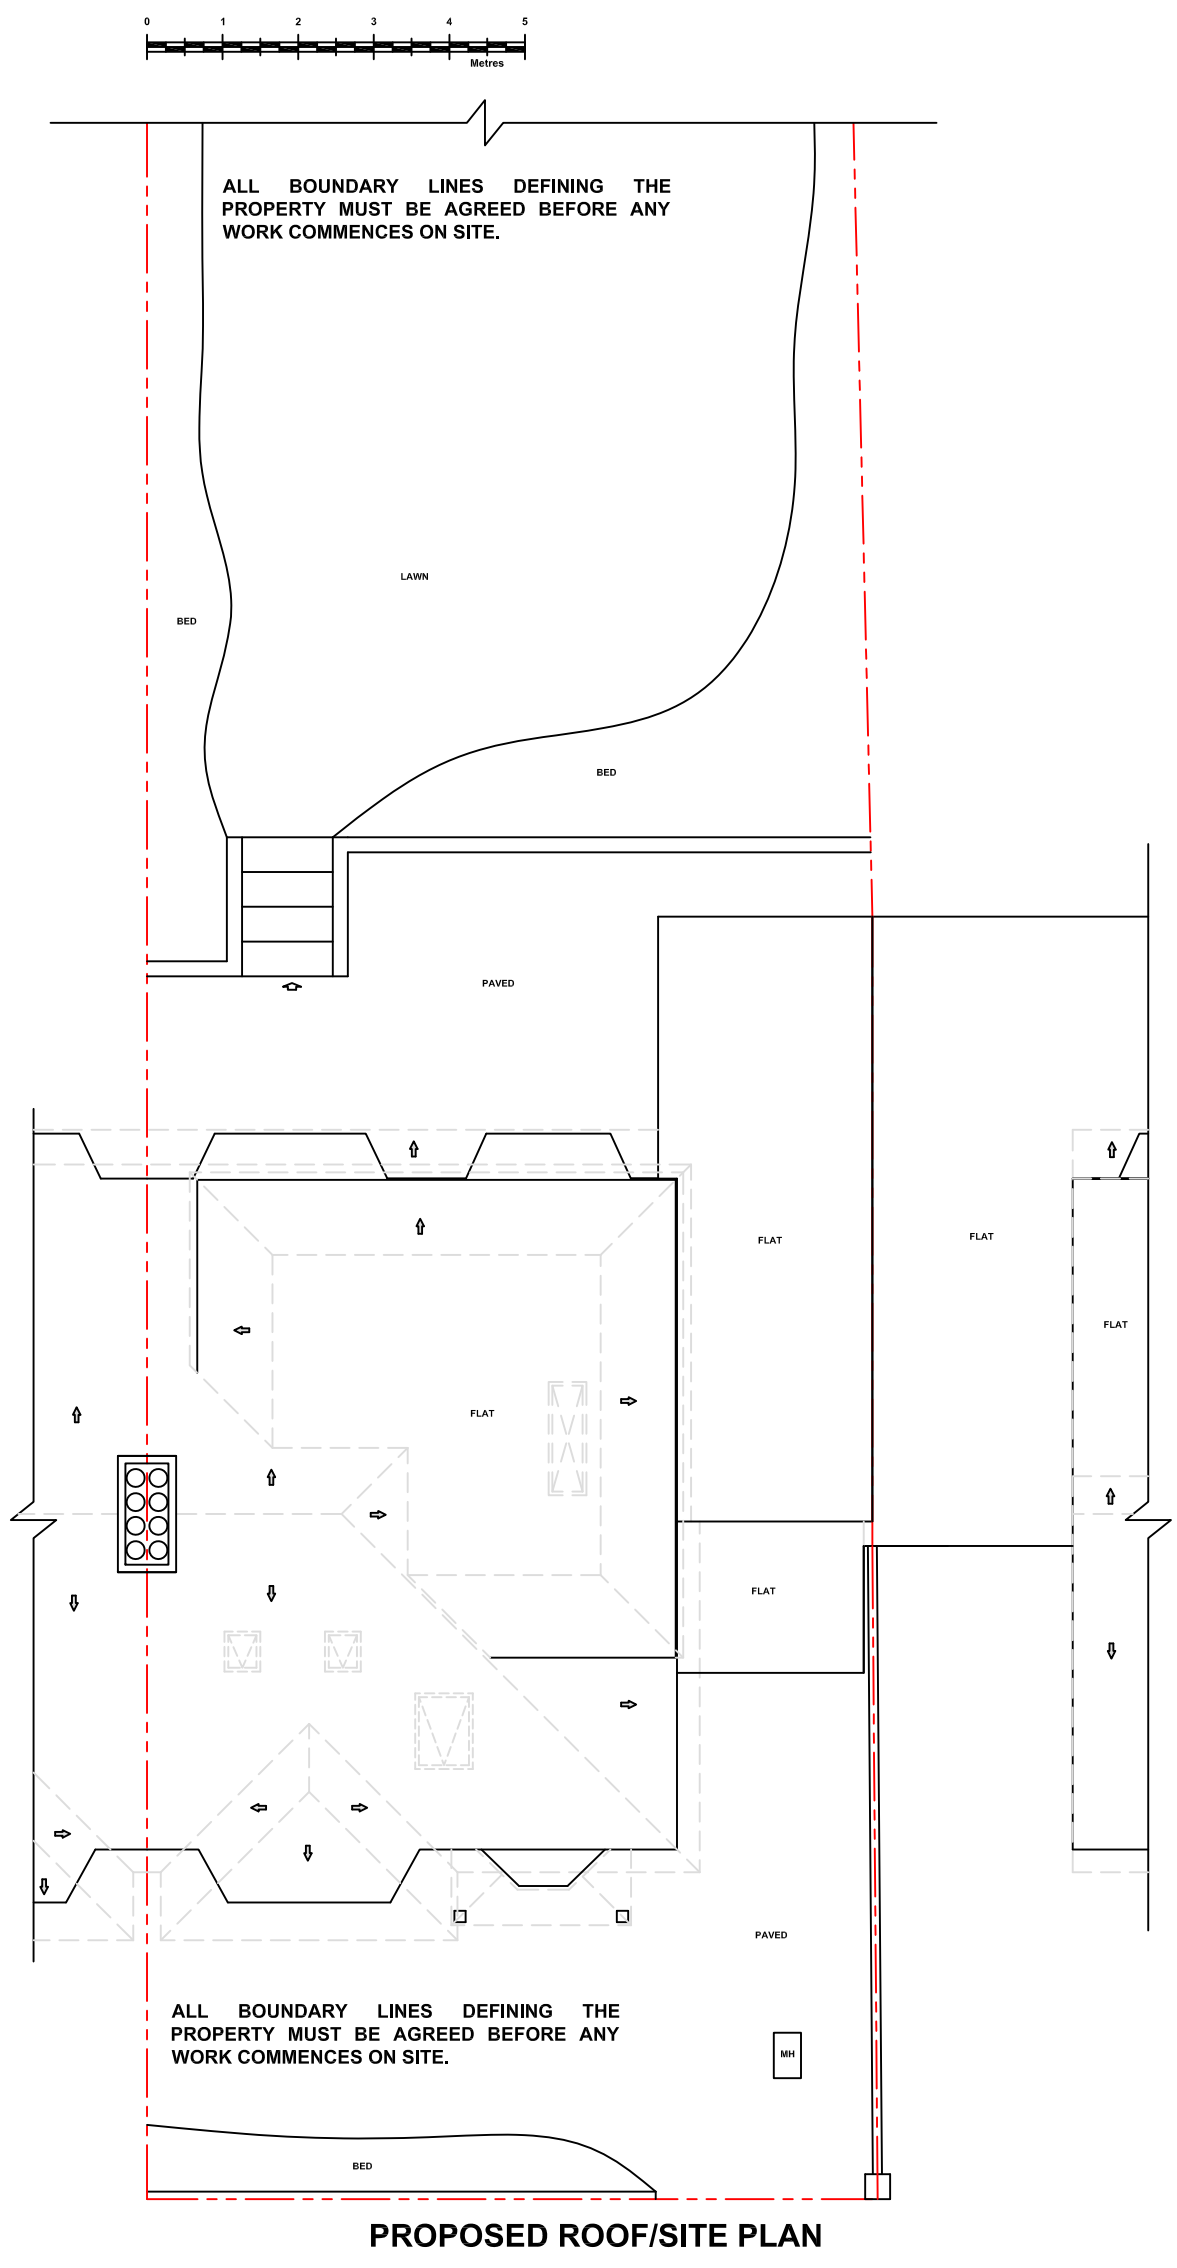 0 1 2 3 4 5
Metres
ALL BOUNDARY LINES DEFINING THE
PROPERTY MUST BE AGREED BEFORE ANY
WORK COMMENCES ON SITE.
LAWN
BED
BED
PAVED
FLAT
FLAT
FLAT
FLAT
FLAT
PAVED
ALL BOUNDARY LINES DEFINING THE
PROPERTY MUST BE AGREED BEFORE ANY
WORK COMMENCES ON SITE.
MH
BED
PROPOSED ROOF/SITE PLAN